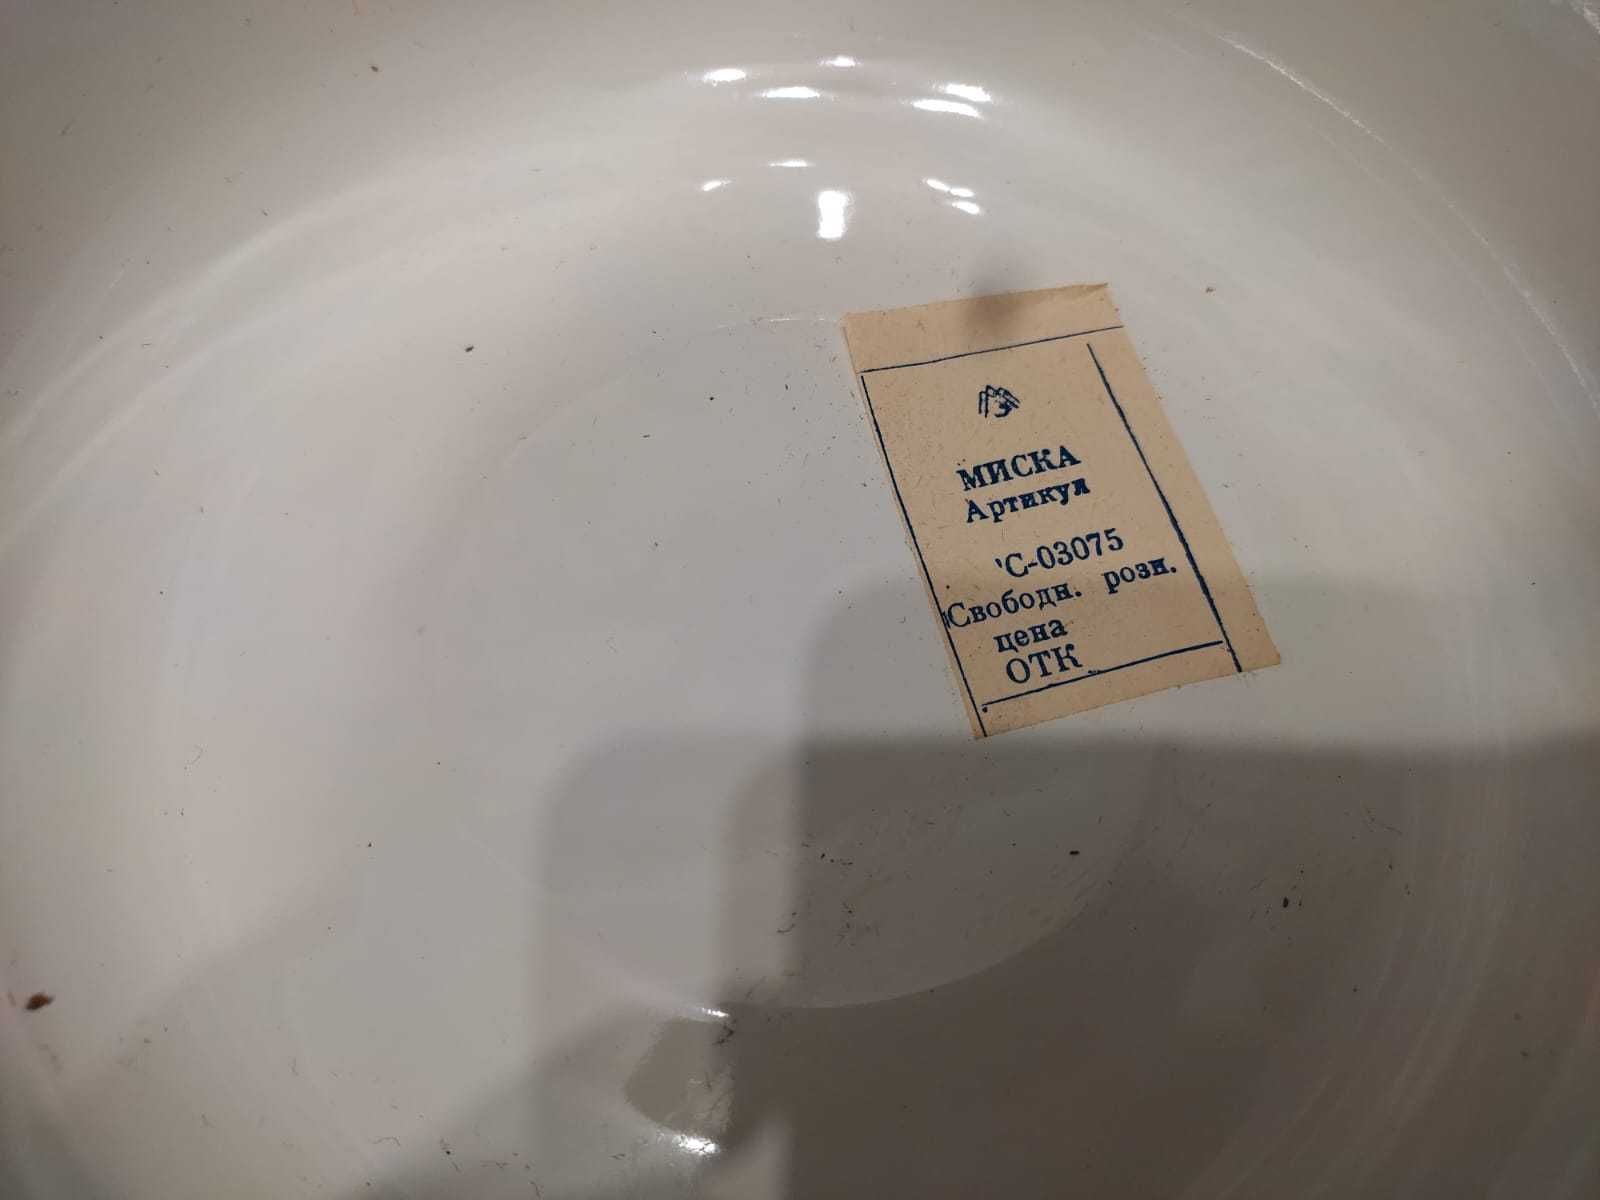 МИСКА
Артикул
'С-03075
Свободн. розн.
цена
ОТК